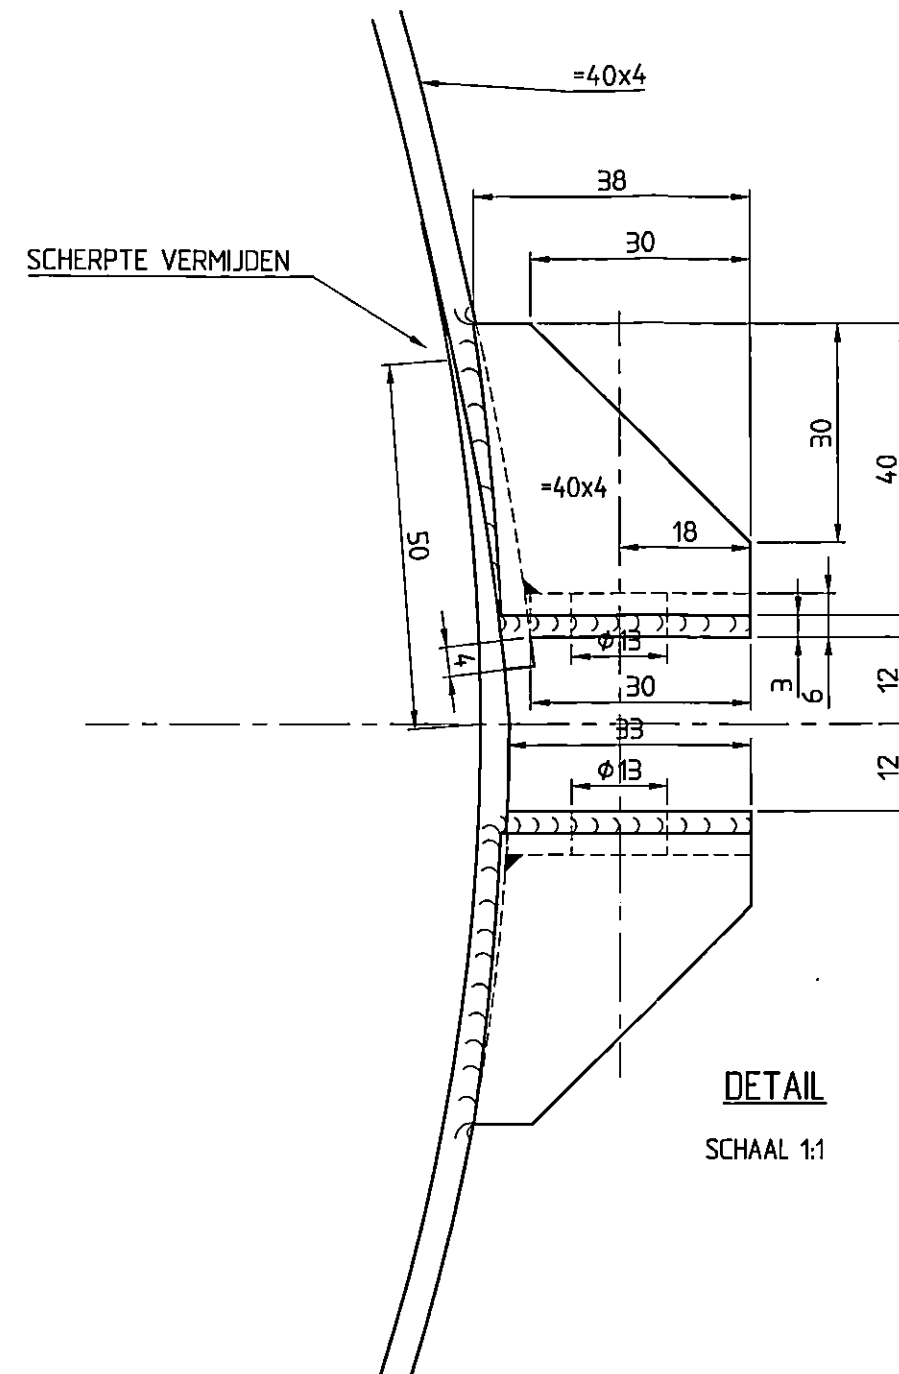 =40x4
38
30
SCHERPTE VERMIJDEN
30
40
=40x4
18
50
ϕ13
4
30
3
6
12
33
ϕ13
12
DETAIL
SCHAAL 1:1